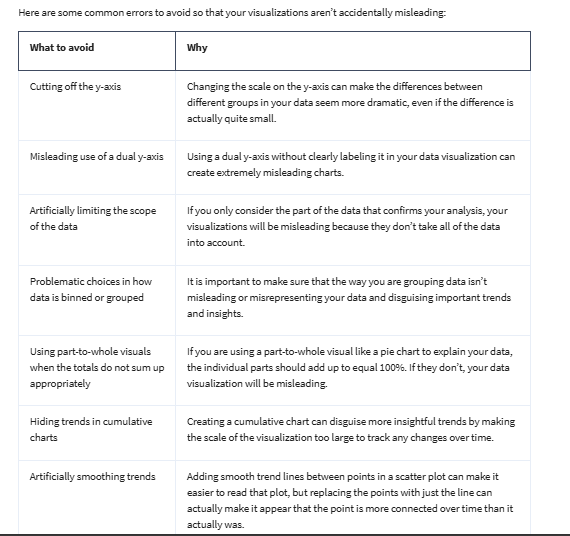 Here are some common errors to avoid so that your visualizations aren't accidentally misleading:
What to avoid
Why
Cutting off the y-axis
Changing the scale on the y-axis can make the differences between
different groups in your data seem more dramatic, even if the difference is
actually quite small.
Misleading use of a dual y-axis
Using a dual y-axis without clearly labeling it in your data visualization can
create extremely misleading charts.
Artificially limiting the scope
of the data
If you only consider the part of the data that confirms your analysis, your
visualizations will be misleading because they don't take all of the data
into account.
Problematic choices in how
data is binned or grouped
It is important to make sure that the way you are grouping data isn't
misleading or misrepresenting your data and disguising important trends
and insights.
Using part-to-whole visuals
when the totals do not sum up
appropriately
If you are using a part-to-whole visual like a pie chart to explain your data,
the individual parts should add up to equal 100%. If they don't, your data
visualization will be misleading.
Hiding trends in cumulative
charts
Creating a cumulative chart can disguise more insightful trends by making
the scale of the visualization too large to track any changes over time.
Artificially smoothing trends
Adding smooth trend lines between points in a scatter plot can make it
easier to read that plot, but replacing the points with just the line can
actually make it appear that the point is more connected over time than it
actually was.